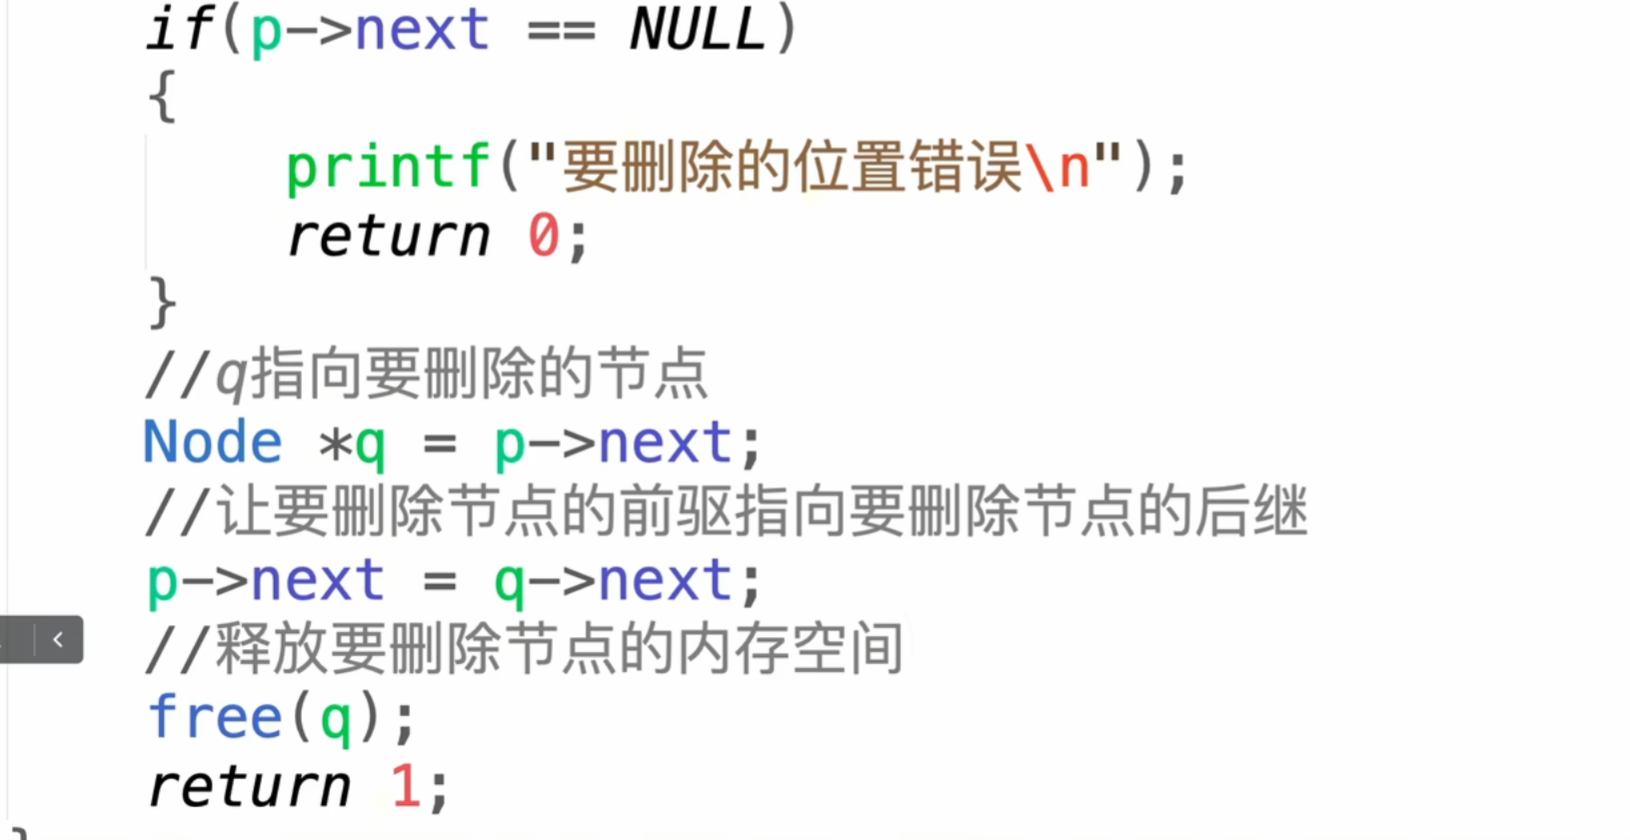 if(p->next == NULL)
{
printf("要删除的位置错误\n");
return 0;
}
//q指向要删除的节点
Node *q = p->next;
//让要删除节点的前驱指向要删除节点的后继
p->next = q->next;
//释放要删除节点的内存空间
free(q);
return 1;
}